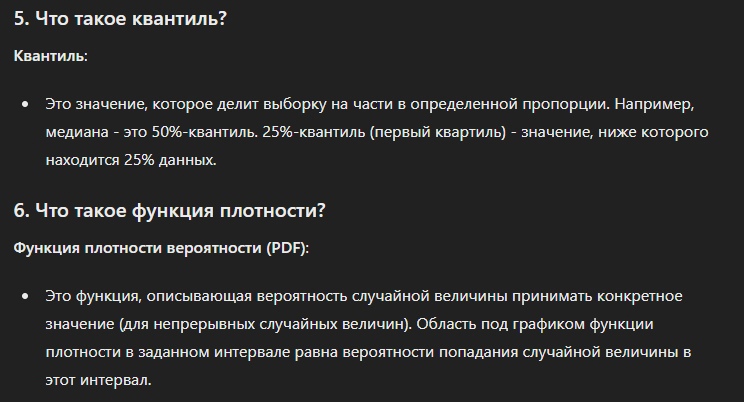 5. Что такое квантиль?
Квантиль:
• Это значение, которое делит выборку на части в определенной пропорции. Например,
медиана - это 50%-квантиль. 25%-квантиль (первый квартиль) - значение, ниже которого
находится 25% данных.
6. Что такое функция плотности?
Функция плотности вероятности (PDF):
• Это функция, описывающая вероятность случайной величины принимать конкретное
значение (для непрерывных случайных величин). Область под графиком функции
плотности в заданном интервале равна вероятности попадания случайной величины в
этот интервал.